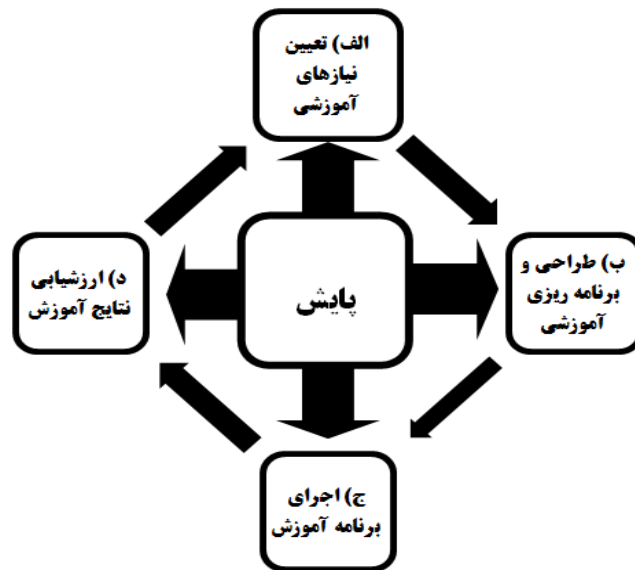 الف) تعیین
نیازهای
آموزشی
ب) طراحی و
برنامه ریزی
آموزشی
پایش
د) ارزشیابی
نتایج آموزش
ج) اجرای
برنامه آموزش